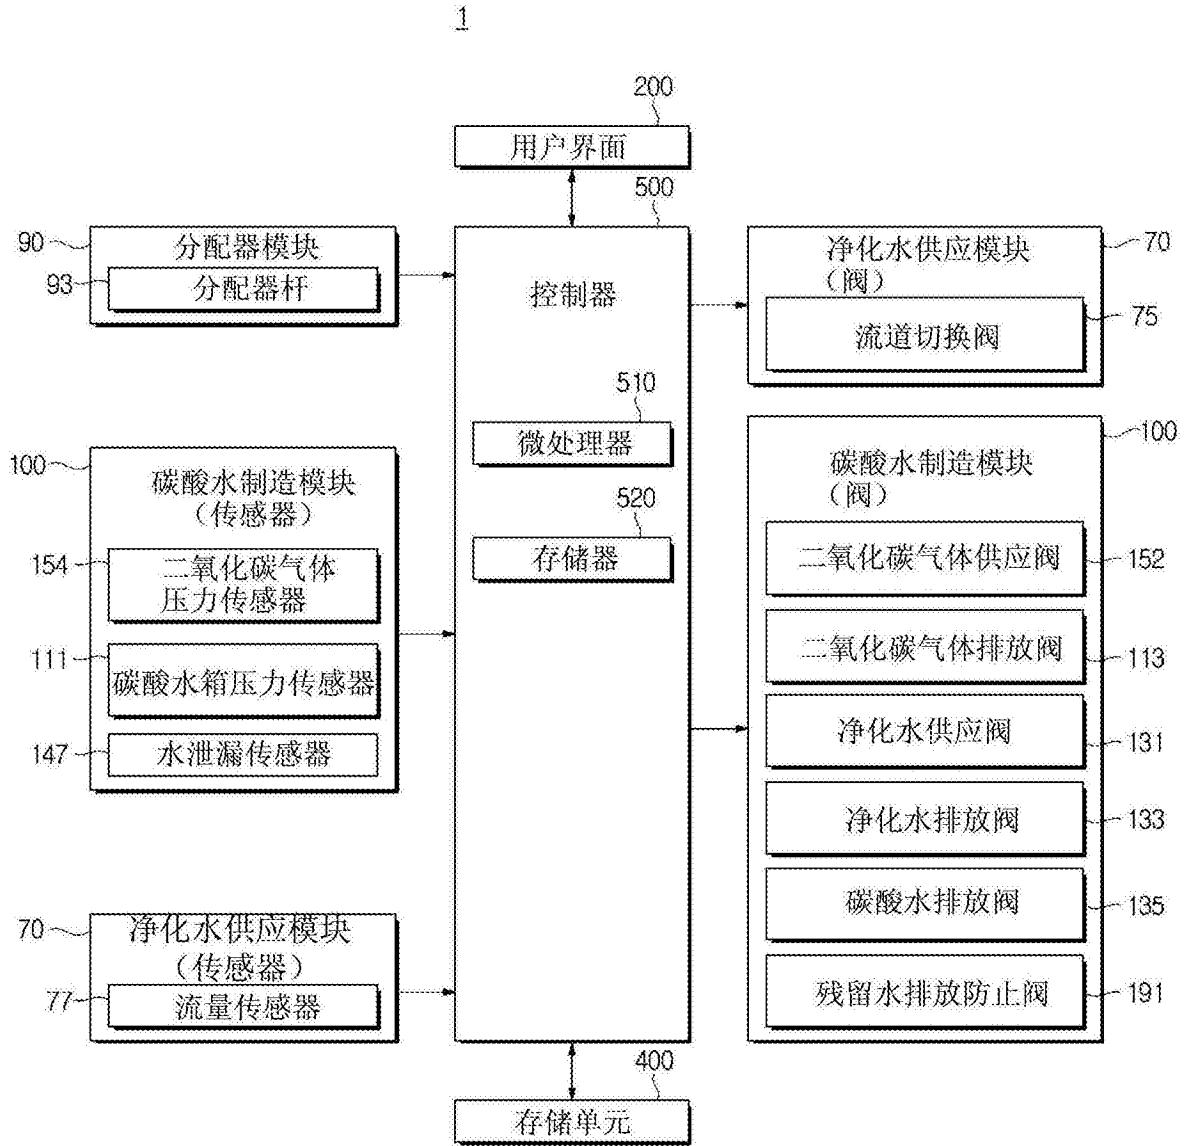 1
200
用户界面
500
控制器
510
微处理器
520
存储器
90
分配器模块
93
分配器杆
100
碳酸水制造模块
（传感器）
154
二氧化碳气体
压力传感器
111
碳酸水箱压力传感器
147
水泄漏传感器
70
净化水供应模块
（传感器）
77
流量传感器
净化水供应模块
（阀）
70
流道切换阀
75
碳酸水制造模块
（阀）
100
二氧化碳气体供应阀
152
二氧化碳气体排放阀
113
净化水供应阀
131
净化水排放阀
133
碳酸水排放阀
135
残留水排放防止阀
191
400
存储单元